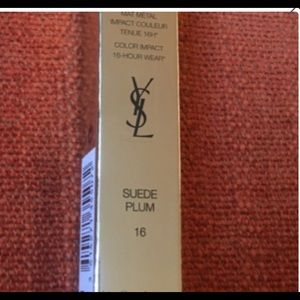 MAT METAL
IMPACT COULEUR
TENUE 16H*
COLOR IMPACT
16-HOUR WEAR*
YSL
SUEDE
PLUM
16